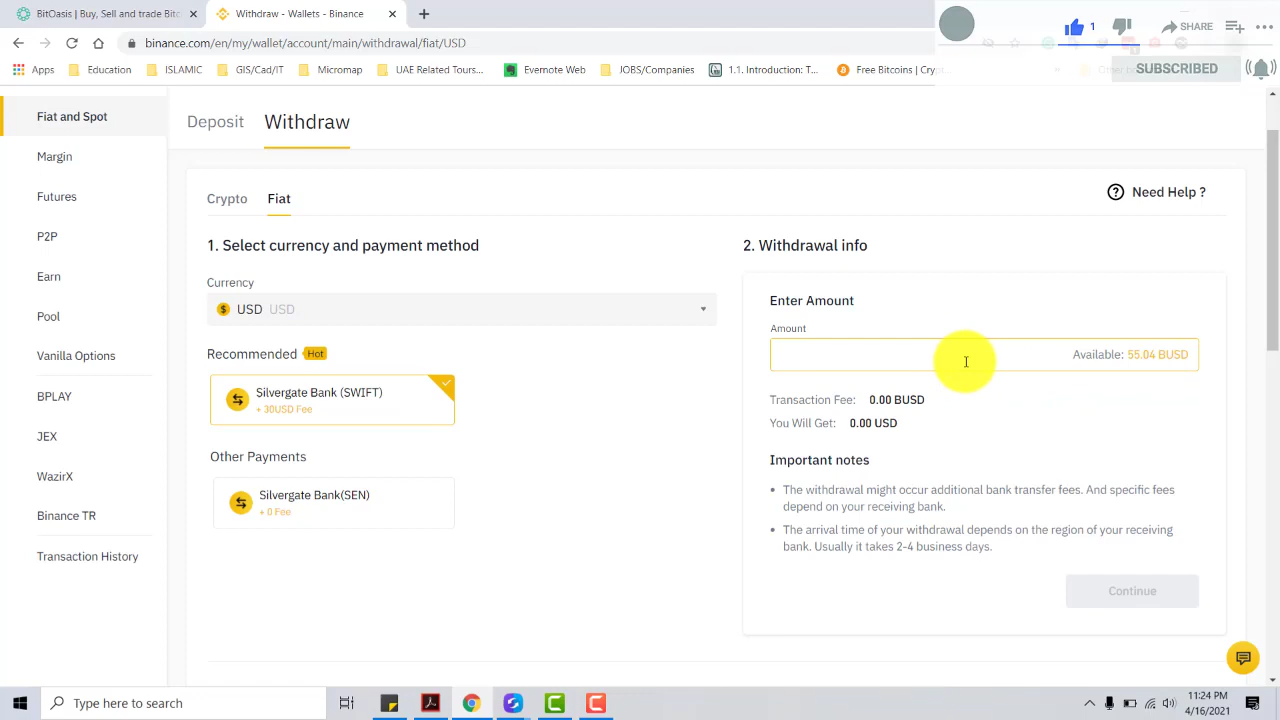 BitOasis | Buy, Sell and trade Bit
Withdraw - Wallets - Binance
1
SHARE
binance.com/en/my/wallet/account/main/withdrawal/fiat/USD
SUBSCRIBED
Apps
Education
ISLAMIC
GIS/Cad/IT
Micromax
Evernote Web
JOBS/Companies
1.1. Introduction: T...
Free Bitcoins | Cryp...
Fiat and Spot
Margin
Futures
P2P
Earn
Pool
Vanilla Options
BPLAY
JEX
WazirX
Binance TR
Transaction History
Deposit
Withdraw
Crypto
Fiat
Need Help ?
1. Select currency and payment method
Currency
USD USD
Recommended Hot
Silvergate Bank (SWIFT)
+ 30USD Fee
Other Payments
Silvergate Bank(SEN)
+ 0 Fee
2. Withdrawal info
Enter Amount
Amount
Available: 55.04 BUSD
Transaction Fee: 0.00 BUSD
You Will Get: 0.00 USD
Important notes
The withdrawal might occur additional bank transfer fees. And specific fees
depend on your receiving bank.
The arrival time of your withdrawal depends on the region of your receiving
bank. Usually it takes 2-4 business days.
Continue
Type here to search
11:24 PM
4/16/2021